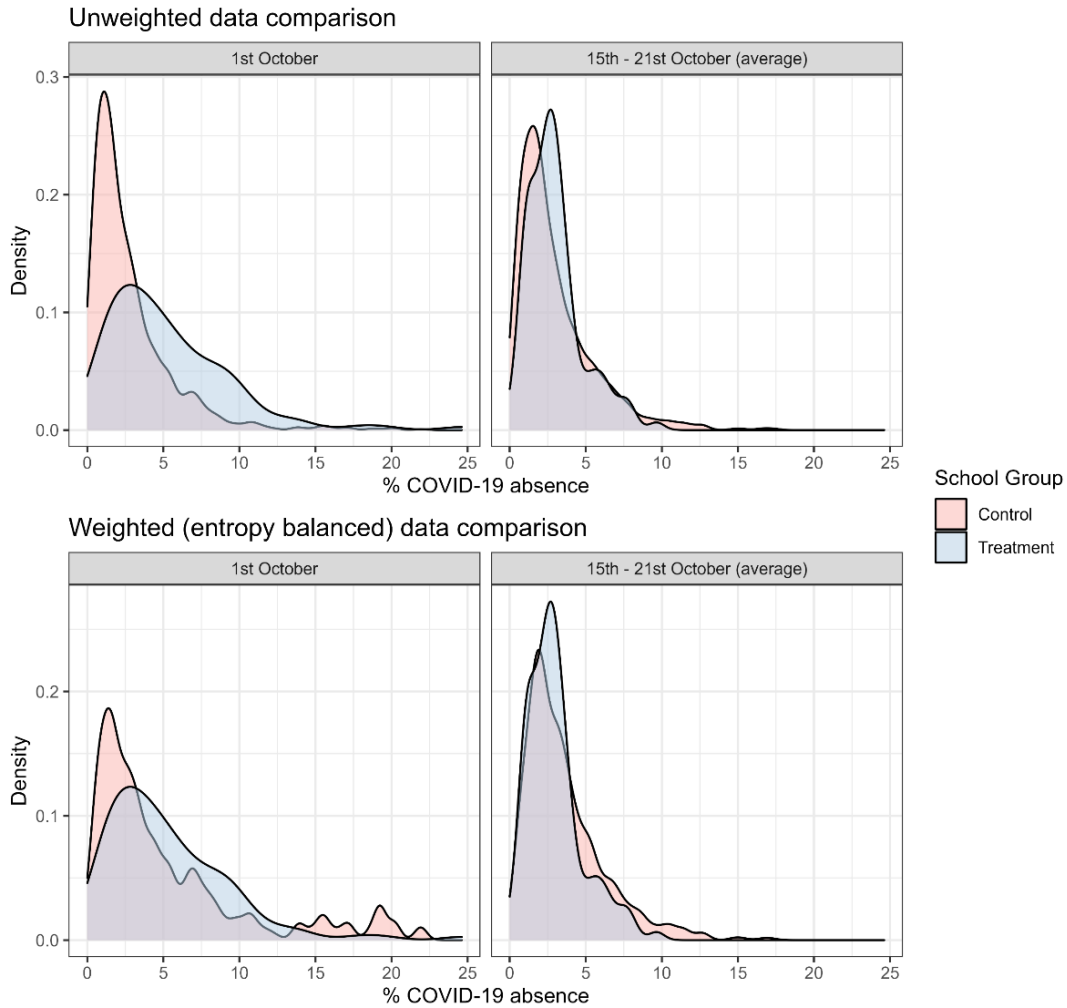 Unweighted data comparison
1st October
15th - 21st October (average)
0.3
0.2
0.1
0.0
Density
0 5 10 15 20 25
0 5 10 15 20 25
% COVID-19 absence
Weighted (entropy balanced) data comparison
1st October
15th - 21st October (average)
0.2
0.1
0.0
Density
0 5 10 15 20 25
0 5 10 15 20 25
% COVID-19 absence
School Group
Control
Treatment